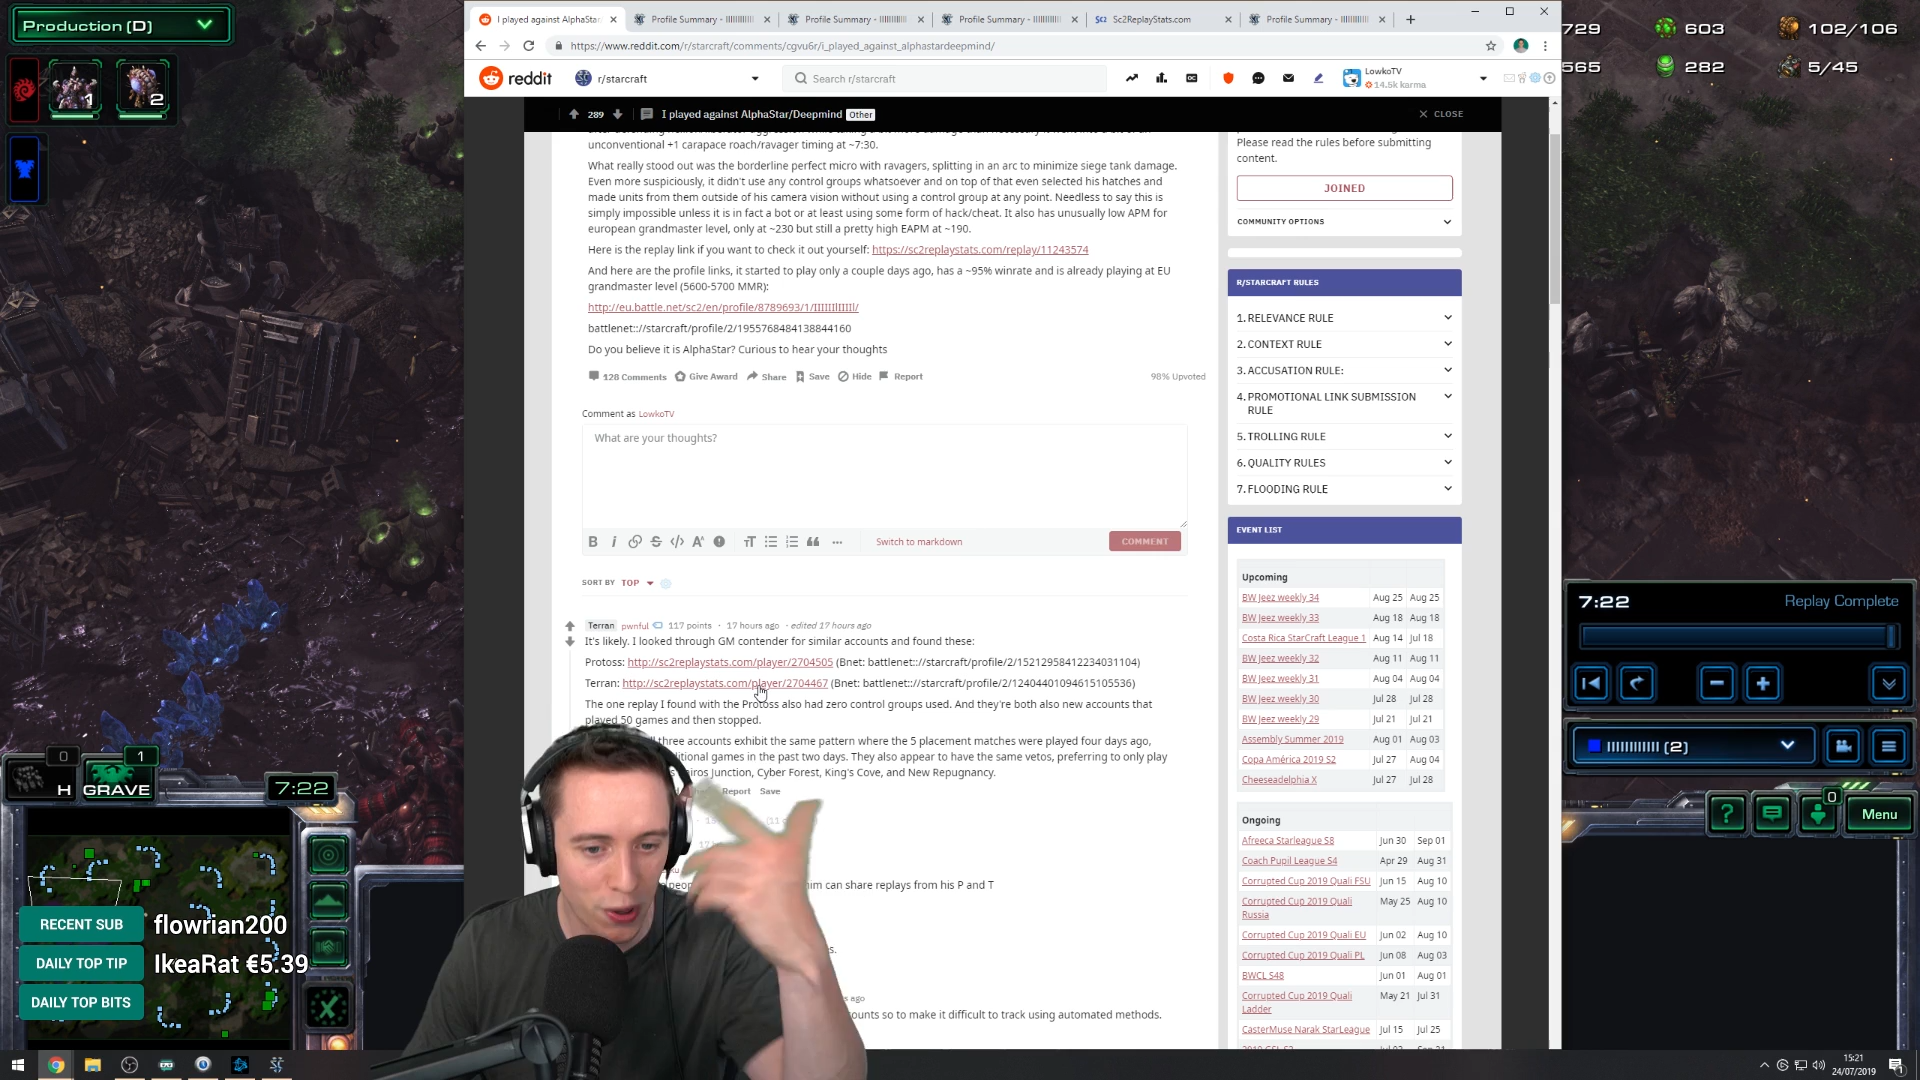 Production (D)
1
2
I played against AlphaStar
Profile Summary - IIIIIIIIIII
Profile Summary - IIIIIIIIIII
Profile Summary - IIIIIIIIIII
Sc2ReplayStats.com
Profile Summary - IIIIIIIIIII
https://www.reddit.com/r/starcraft/comments/cgvu6r/i_played_against_alphastardeepmind/
reddit
r/starcraft
Search r/starcraft
LowkoTV
14.5k karma
729
603
102/106
565
282
5/45
289
I played against AlphaStar/Deepmind Other
CLOSE
unconventional +1 carapace roach/ravager timing at ~7:30.
What really stood out was the borderline perfect micro with ravagers, splitting in an arc to minimize siege tank damage.
Even more suspiciously, it didn't use any control groups whatsoever and on top of that even selected his hatches and
made units from them outside of his camera vision without using a control group at any point. Needless to say this is
simply impossible unless it is in fact a bot or at least using some form of hack/cheat. It also has unusually low APM for
european grandmaster level, only at ~230 but still a pretty high EAPM at ~190.
Here is the replay link if you want to check it out yourself: https://sc2replaystats.com/replay/11243574
And here are the profile links, it started to play only a couple days ago, has a ~95% winrate and is already playing at EU
grandmaster level (5600-5700 MMR):
http://eu.battle.net/sc2/en/profile/8789693/1/IIIIIIlIIIIl/
battlenet:://starcraft/profile/2/1955768484138844160
Do you believe it is AlphaStar? Curious to hear your thoughts
128 Comments Give Award Share Save Hide Report
98% Upvoted
Comment as LowkoTV
What are your thoughts?
Switch to markdown
COMMENT
SORT BY TOP
Terran pwnful 117 points · 17 hours ago · edited 17 hours ago
It's likely. I looked through GM contender for similar accounts and found these:
Protoss: http://sc2replaystats.com/player/2704505 (Bnet: battlenet:://starcraft/profile/2/15212958412234031104)
Terran: http://sc2replaystats.com/player/2704467 (Bnet: battlenet:://starcraft/profile/2/12404401094615105536)
The one replay I found with the Protoss also had zero control groups used. And they're both also new accounts that
played 50 games and then stopped.
three accounts exhibit the same pattern where the 5 placement matches were played four days ago,
games in the past two days. They also appear to have the same vetos, preferring to only play
Junction, Cyber Forest, King's Cove, and New Repugnancy.
Report Save
him can share replays from his P and T
ago
so to make it difficult to track using automated methods.
Please read the rules before submitting
content.
JOINED
COMMUNITY OPTIONS
R/STARCRAFT RULES
1. RELEVANCE RULE
2. CONTEXT RULE
3. ACCUSATION RULE:
4. PROMOTIONAL LINK SUBMISSION
RULE
5. TROLLING RULE
6. QUALITY RULES
7. FLOODING RULE
EVENT LIST
Upcoming
BW Jeez weekly 34 Aug 25 Aug 25
BW Jeez weekly 33 Aug 18 Aug 18
Costa Rica StarCraft League 1 Aug 14 Jul 18
BW Jeez weekly 32 Aug 11 Aug 11
BW Jeez weekly 31 Aug 04 Aug 04
BW Jeez weekly 30 Jul 28 Jul 28
BW Jeez weekly 29 Jul 21 Jul 21
Assembly Summer 2019 Aug 01 Aug 03
Copa América 2019 S2 Jul 27 Aug 04
Cheeseadelphia X Jul 27 Jul 28
Ongoing
Afreeca Starleague S8 Jun 30 Sep 01
Coach Pupil League S4 Apr 29 Aug 31
Corrupted Cup 2019 Quali FSU Jun 15 Aug 10
Corrupted Cup 2019 Quali
Russia May 25 Aug 10
Corrupted Cup 2019 Quali EU Jun 02 Aug 10
Corrupted Cup 2019 Quali PL Jun 08 Aug 03
BWCL S48 Jun 01 Aug 01
Corrupted Cup 2019 Quali
Ladder May 21 Jul 31
CasterMuse Narak StarLeague Jul 15 Jul 25
7:22
Replay Complete
IIIIIIIIIII (2)
0
Menu
0
H
1
GRAVE
7:22
RECENT SUB flowrian200
DAILY TOP TIP IkeaRat €5.39
DAILY TOP BITS
15:21
24/07/2019